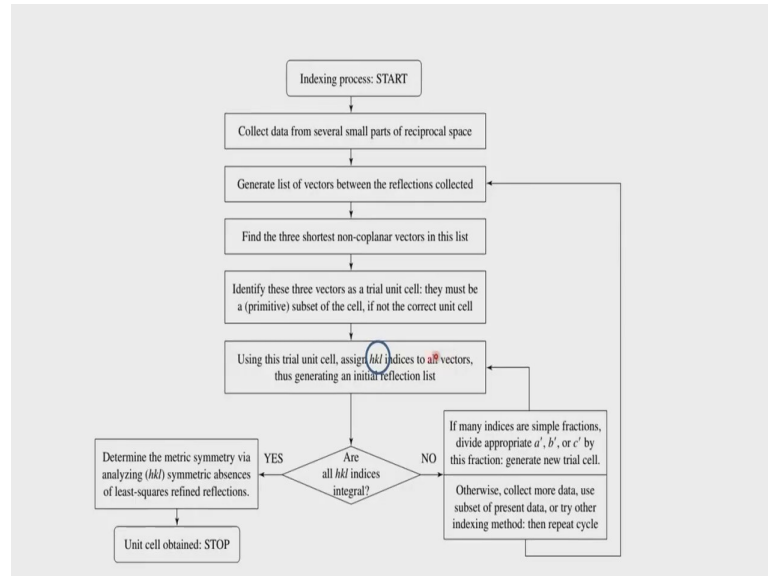 Indexing process: START
Collect data from several small parts of reciprocal space
Generate list of vectors between the reflections collected
Find the three shortest non-coplanar vectors in this list
Identify these three vectors as a trial unit cell: they must be
a (primitive) subset of the cell, if not the correct unit cell
Using this trial unit cell, assign hkl indices to all vectors,
thus generating an initial reflection list
Are
all hkl indices
integral?
YES
NO
Determine the metric symmetry via
analyzing (hkl) symmetric absences
of least-squares refined reflections.
Unit cell obtained: STOP
If many indices are simple fractions,
divide appropriate a', b', or c' by
this fraction: generate new trial cell.
Otherwise, collect more data, use
subset of present data, or try other
indexing method: then repeat cycle